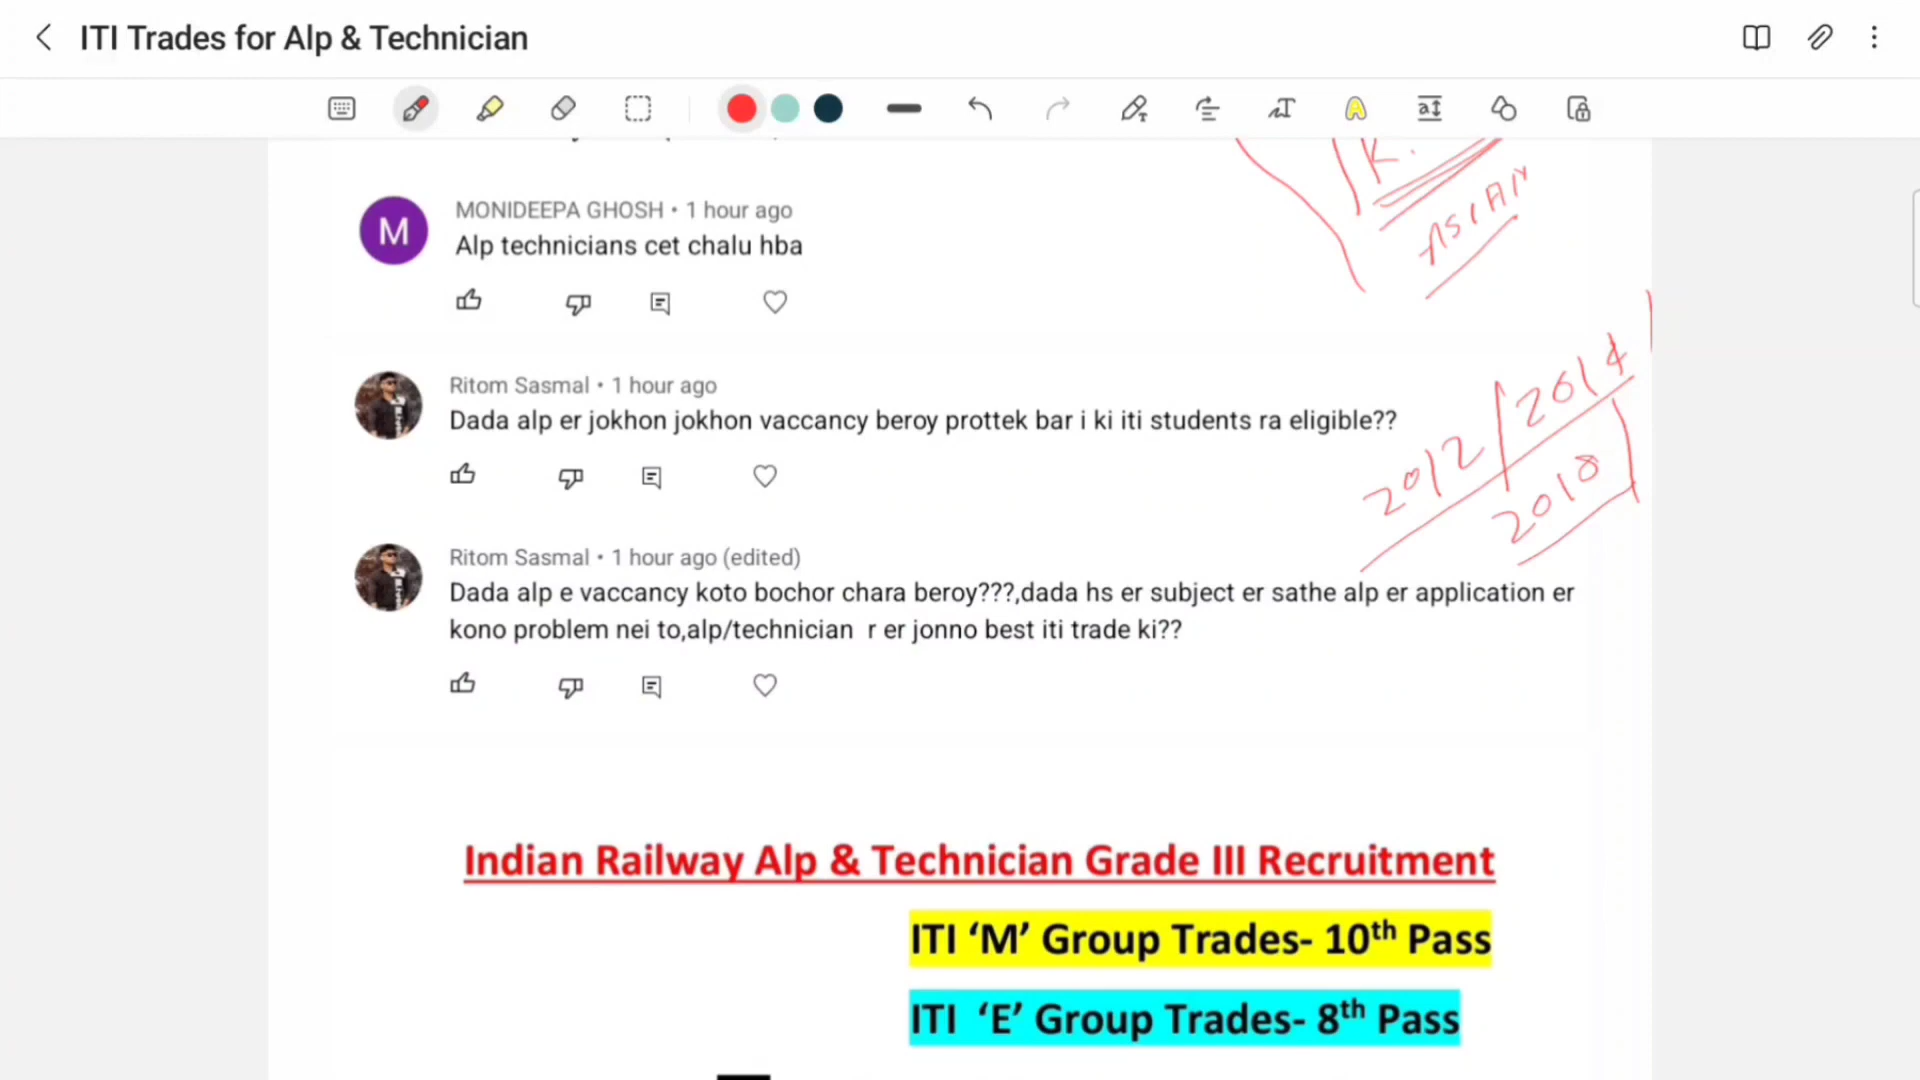 ITI Trades for Alp & Technician
K.
ASCAN
M
MONIDEEPA GHOSH • 1 hour ago
Alp technicians cet chalu hba
Ritom Sasmal • 1 hour ago
Dada alp er jokhon jokhon vaccancy beroy prottek bar i ki iti students ra eligible??
2012 / 2014
2018
Ritom Sasmal • 1 hour ago (edited)
Dada alp e vaccancy koto bochor chara beroy???,dada hs er subject er sathe alp er application er
kono problem nei to,alp/technician r er jonno best iti trade ki??
Indian Railway Alp & Technician Grade III Recruitment
ITI ‘M’ Group Trades- 10th Pass
ITI ‘E’ Group Trades- 8th Pass